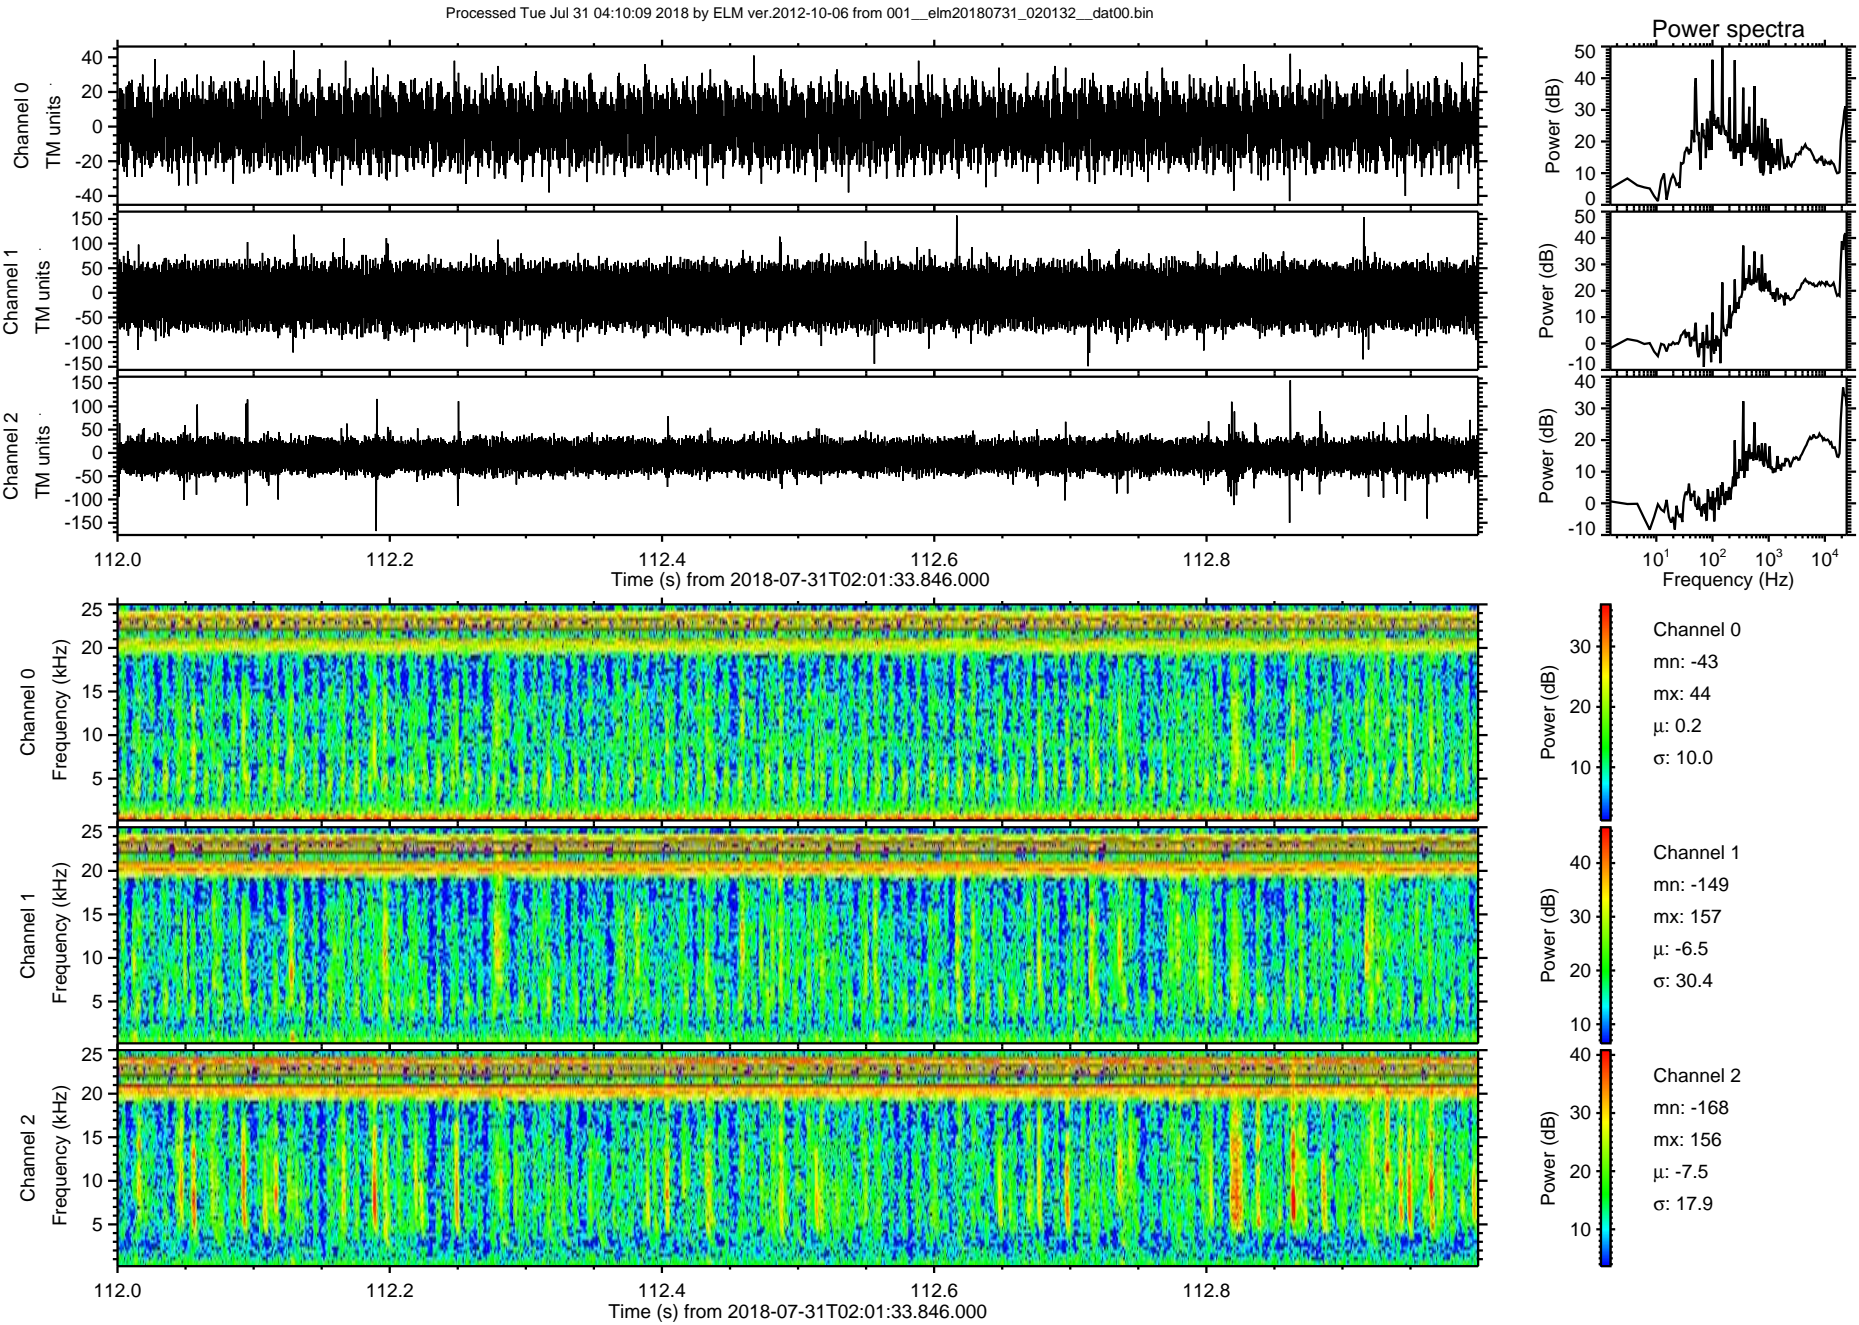 Processed Tue Jul 31 04:10:09 2018 by ELM ver.2012-10-06 from 001__elm20180731_020132__dat00.bin
Power spectra
Channel 0
TM units
40
20
0
-20
-40
Power (dB)
50
40
30
20
10
0
Channel 1
TM units
150
100
50
0
-50
-100
-150
Power (dB)
50
40
30
20
10
0
-10
Channel 2
TM units
150
100
50
0
-50
-100
-150
Power (dB)
40
30
20
10
0
-10
112.0 112.2 112.4 112.6 112.8
Time (s) from 2018-07-31T02:01:33.846.000
10¹ 10² 10³ 10⁴
Frequency (Hz)
Channel 0
Frequency (kHz)
25
20
15
10
5
Power (dB)
30
20
10
Channel 0
mn: -43
mx: 44
μ: 0.2
σ: 10.0
Channel 1
Frequency (kHz)
25
20
15
10
5
Power (dB)
40
30
20
10
Channel 1
mn: -149
mx: 157
μ: -6.5
σ: 30.4
Channel 2
Frequency (kHz)
25
20
15
10
5
Power (dB)
40
30
20
10
Channel 2
mn: -168
mx: 156
μ: -7.5
σ: 17.9
112.0 112.2 112.4 112.6 112.8
Time (s) from 2018-07-31T02:01:33.846.000